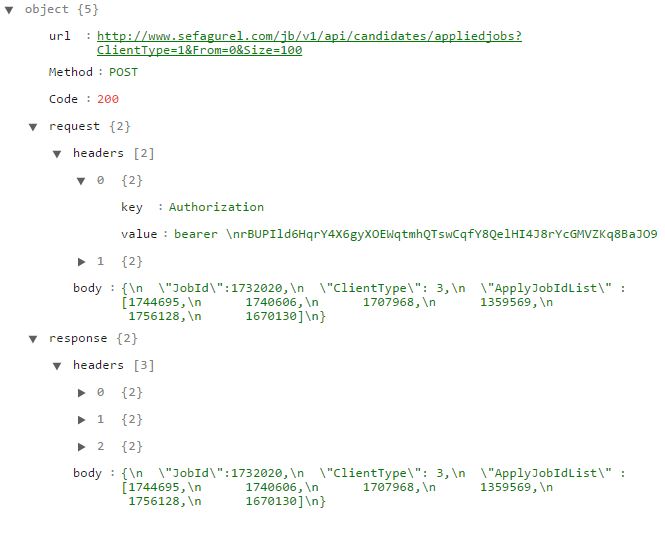 object {5}
url : http://www.sefagurel.com/jb/v1/api/candidates/appliedjobs?
ClientType=1&From=0&Size=100
Method : POST
Code : 200
request {2}
headers [2]
0 {2}
key : Authorization
value : bearer \nrBUPIld6HqrY4X6gyXOEWqtmhQTswCqfY8QelHI4J8rYcGMVZKq8BaJO9
1 {2}
body : {\n  \"JobId\":1732020,\n  \"ClientType\": 3,\n  \"ApplyJobIdList\" :
[1744695,\n      1740606,\n      1707968,\n      1359569,\n
1756128,\n      1670130]\n}
response {2}
headers [3]
0 {2}
1 {2}
2 {2}
body : {\n  \"JobId\":1732020,\n  \"ClientType\": 3,\n  \"ApplyJobIdList\" :
[1744695,\n      1740606,\n      1707968,\n      1359569,\n
1756128,\n      1670130]\n}